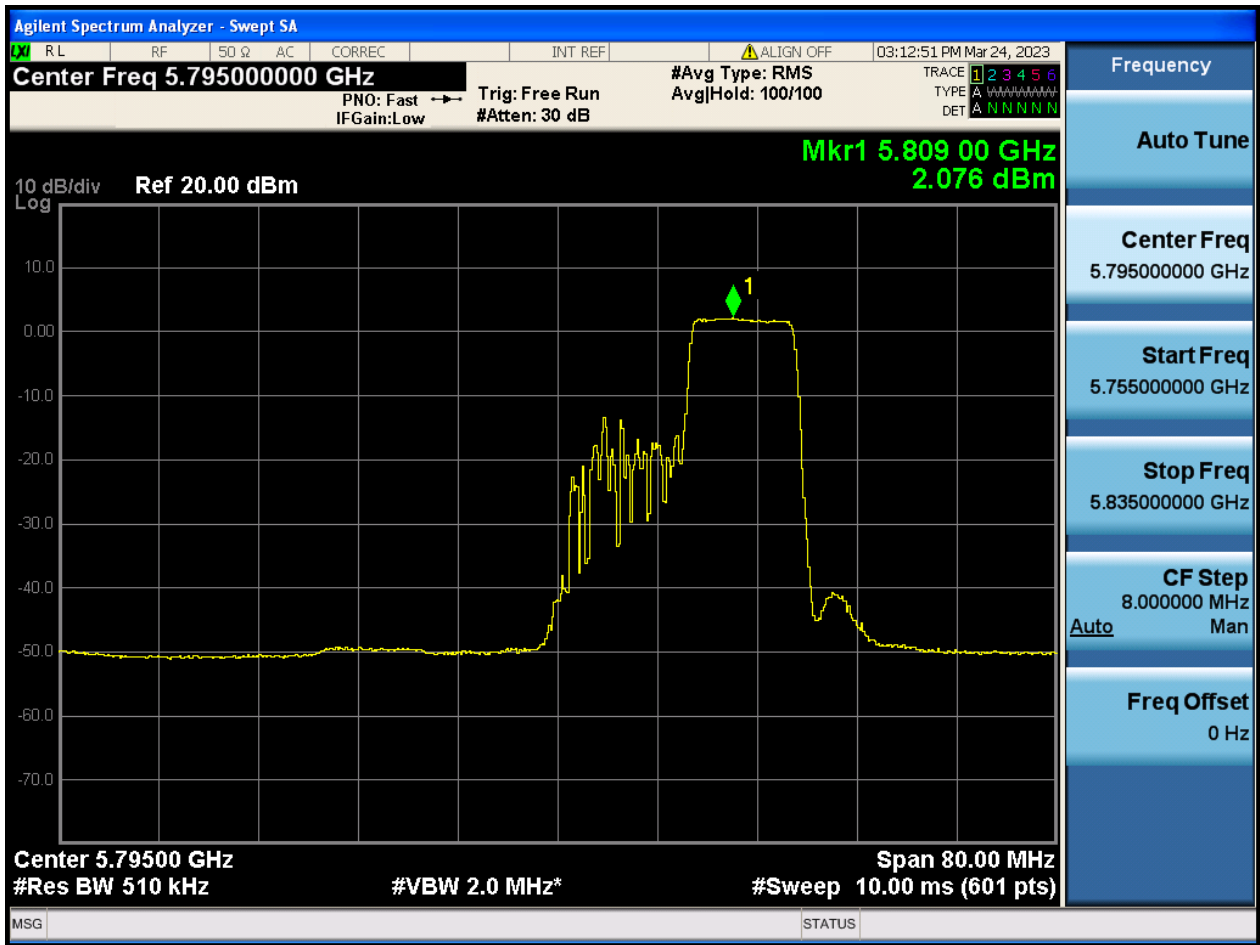 Agilent Spectrum Analyzer - Swept SA
LXI RL RF 50 Ω AC CORREC INT REF ALIGN OFF 03:12:51 PM Mar 24, 2023
Center Freq 5.795000000 GHz
PNO: Fast
IFGain:Low
Trig: Free Run
#Atten: 30 dB
#Avg Type: RMS
Avg|Hold: 100/100
TRACE 1 2 3 4 5 6
TYPE A WWWWW
DET A N N N N N
Mkr1 5.809 00 GHz
2.076 dBm
10 dB/div Ref 20.00 dBm
Log
10.0
0.00
-10.0
-20.0
-30.0
-40.0
-50.0
-60.0
-70.0
1
Center 5.79500 GHz Span 80.00 MHz
#Res BW 510 kHz #VBW 2.0 MHz* #Sweep 10.00 ms (601 pts)
MSG STATUS
Frequency
Auto Tune
Center Freq
5.795000000 GHz
Start Freq
5.755000000 GHz
Stop Freq
5.835000000 GHz
CF Step
8.000000 MHz
Auto Man
Freq Offset
0 Hz